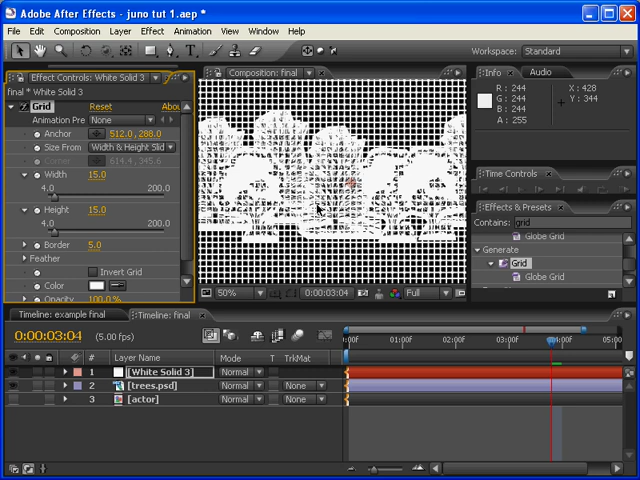 Adobe After Effects - juno tut 1.aep *
File Edit Composition Layer Effect Animation View Window Help
Workspace: Standard
Effect Controls: White Solid 3
final * White Solid 3
Grid Reset Abou
Animation Pre None
Anchor 512.0, 288.0
Size From Width & Height Slid
Corner 614.4, 345.6
Width 15.0
4.0 200.0
Height 15.0
4.0 200.0
Border 5.0
Feather
Invert Grid
Color
Opacity 100.0 %
Composition: final
50% 0:00:03:04 Full
Info Audio
R : 244
G : 244
B : 244
A : 255
X : 428
Y : 344
Time Controls
Effects & Presets
Contains: grid
Globe Grid
Generate
Grid
Globe Grid
Timeline: example final Timeline: final
0:00:03:04 (5.00 fps)
:00F 01:00F 02:00F 03:00F 04:00F 05:00
# Layer Name Mode T TrkMat
1 [White Solid 3] Normal
2 [trees.psd] Normal None
3 [actor] Normal None